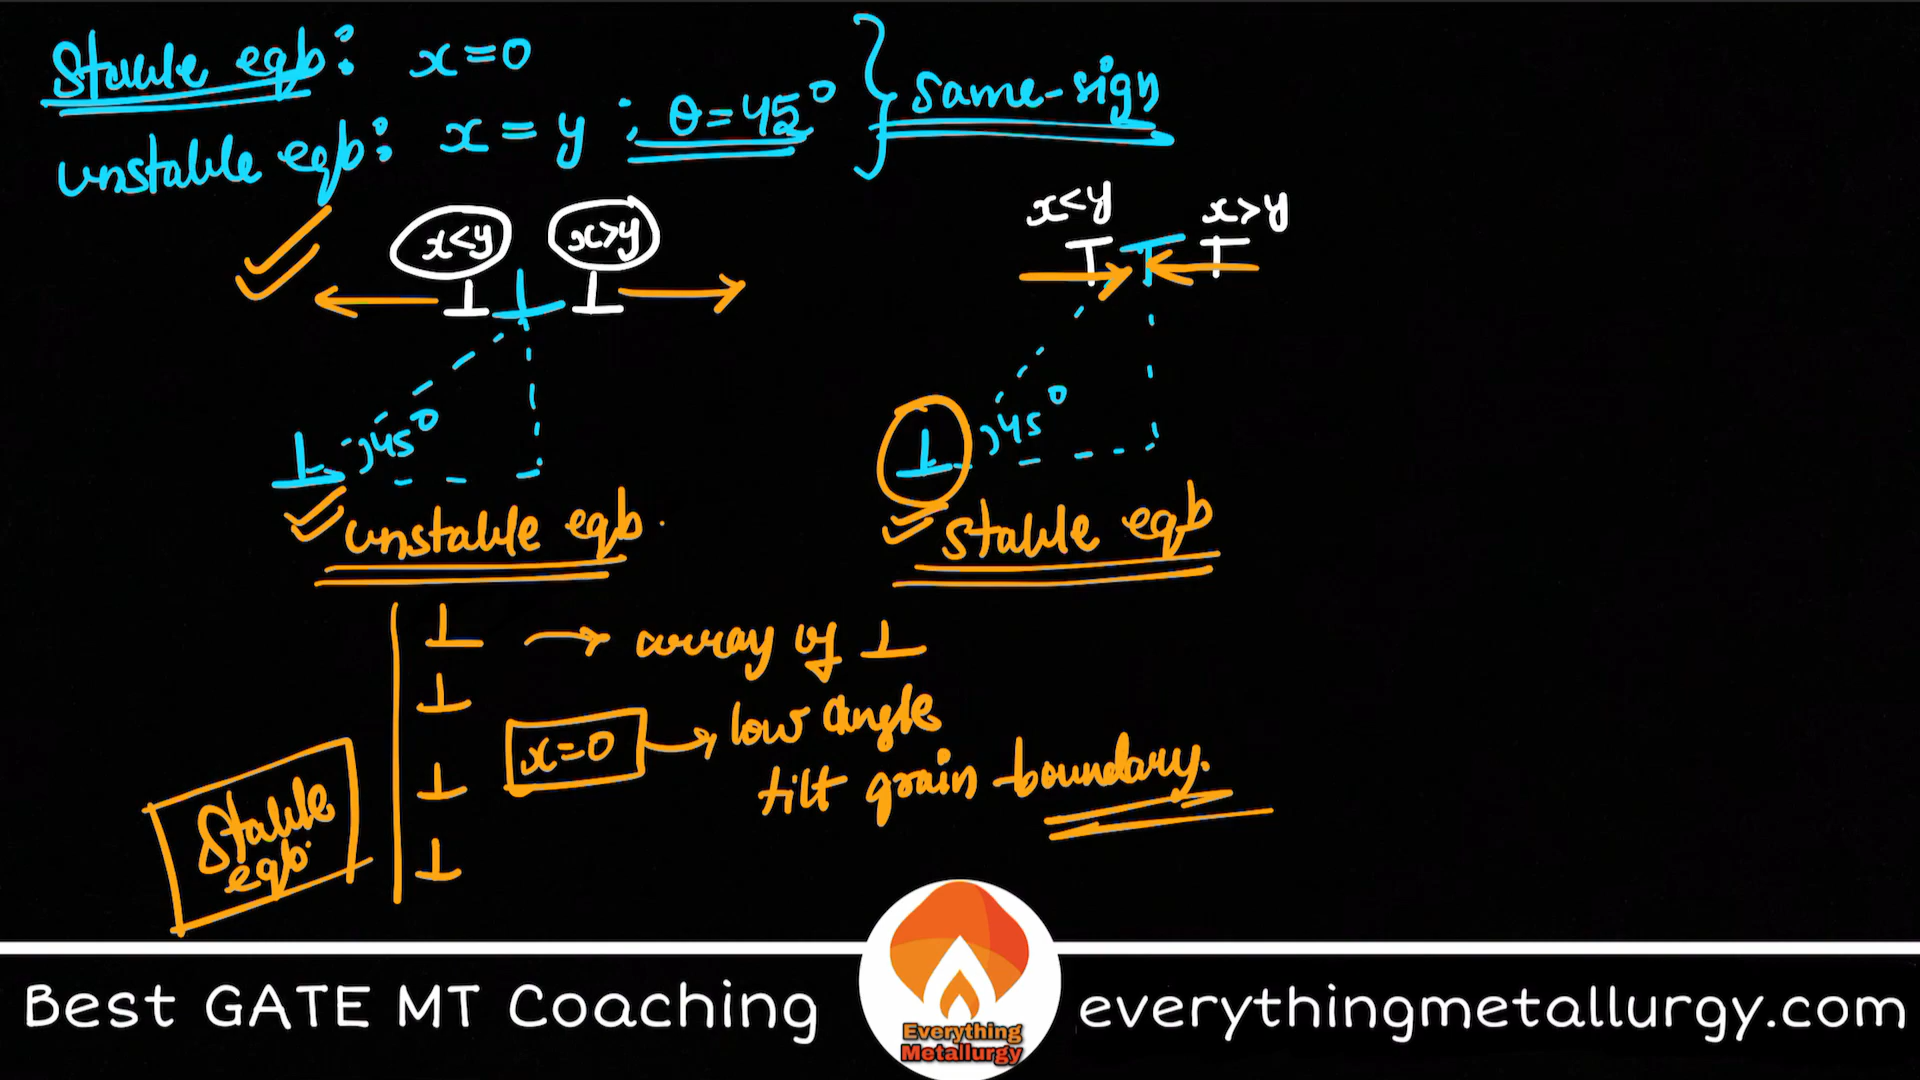 Stable eqb: x=0
unstable eqb: x=y ; θ=45° } same-sign
x<y x>y
x<y x>y
⊥ ⊥ ⊥
T T T
⊥ 45°
⊥ 45°
unstable eqb.
stable eqb
⊥ → array of ⊥
⊥
x=0 → low angle
tilt grain boundary.
⊥
⊥
Stable
eqb.
Best GATE MT Coaching
Everything
Metallurgy
everythingmetallurgy.com